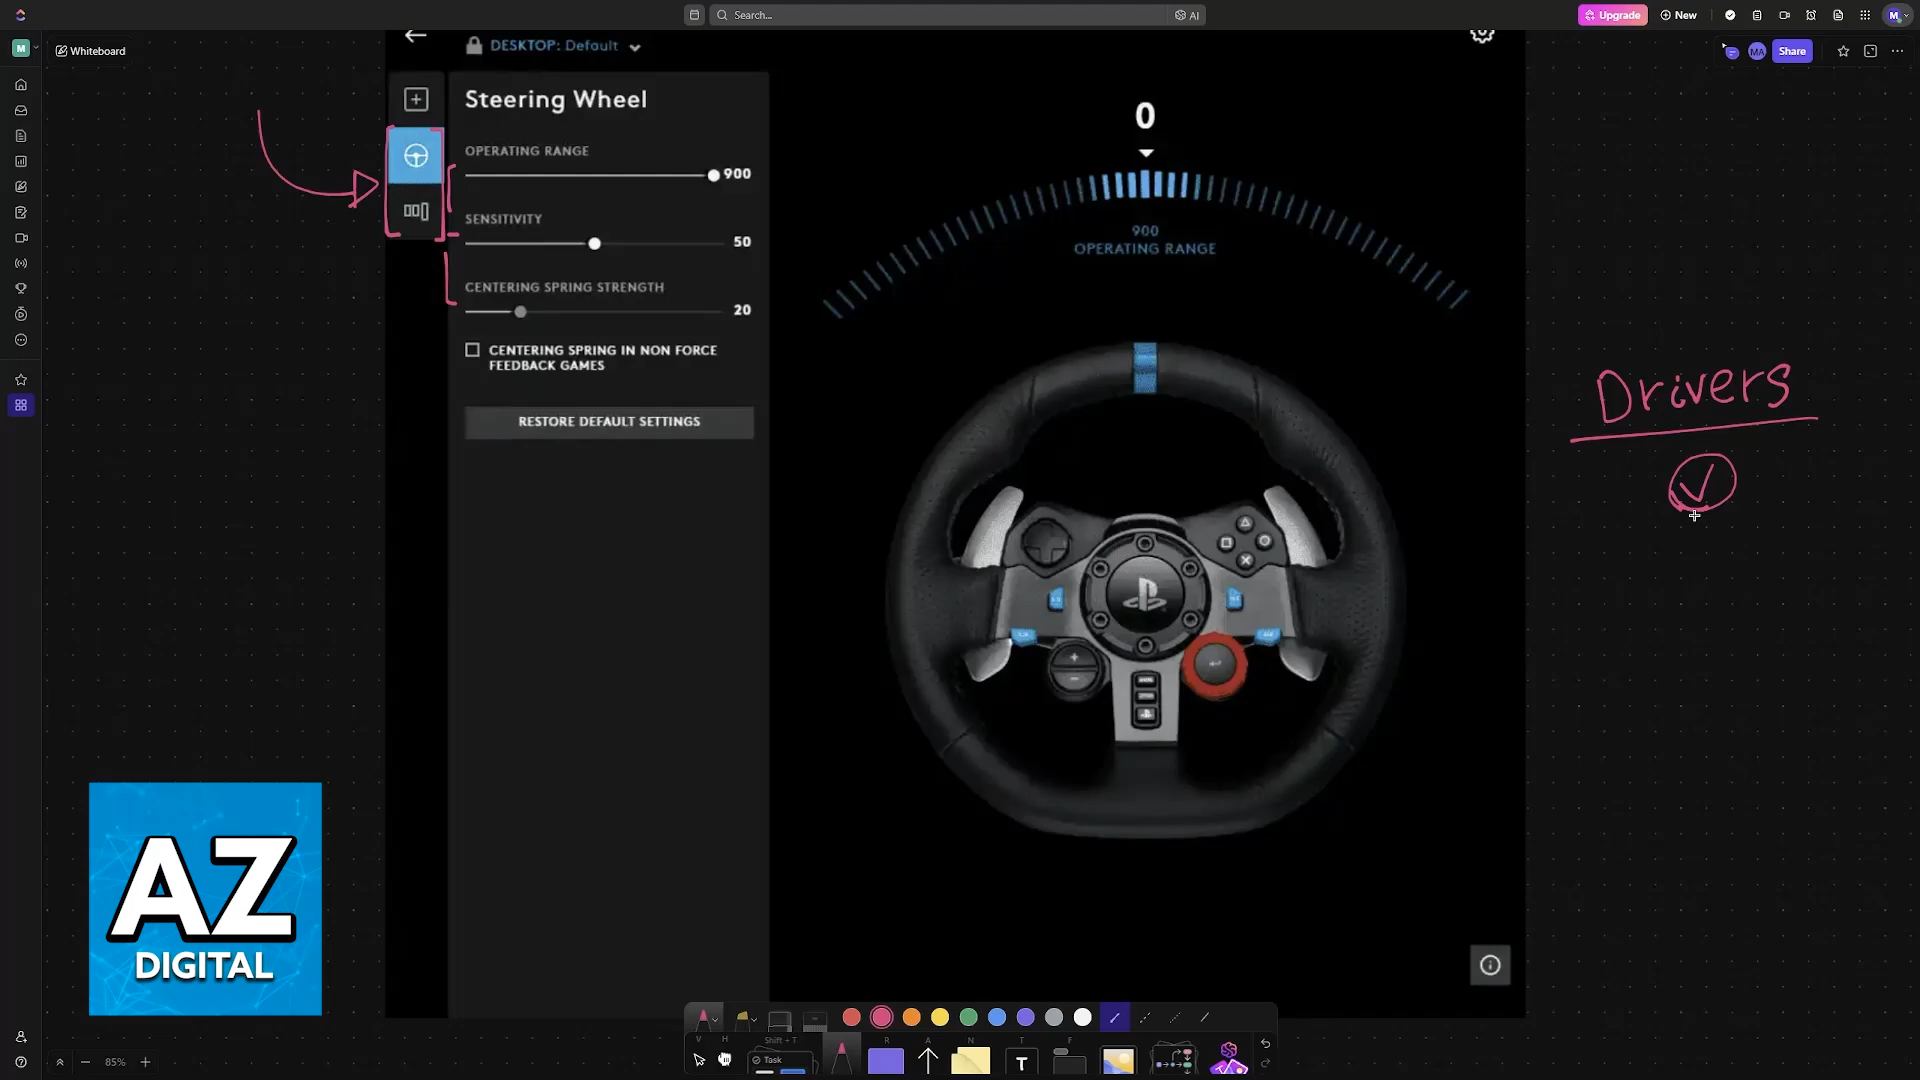 Search...
AI
Upgrade
New
M
M
Whiteboard
MA
Share
DESKTOP: Default
Steering Wheel
OPERATING RANGE
900
SENSITIVITY
50
CENTERING SPRING STRENGTH
20
CENTERING SPRING IN NON FORCE
FEEDBACK GAMES
RESTORE DEFAULT SETTINGS
0
900
OPERATING RANGE
Drivers
AZ
DIGITAL
V
H
Shift + T
R
A
N
T
F
Task
T
85%